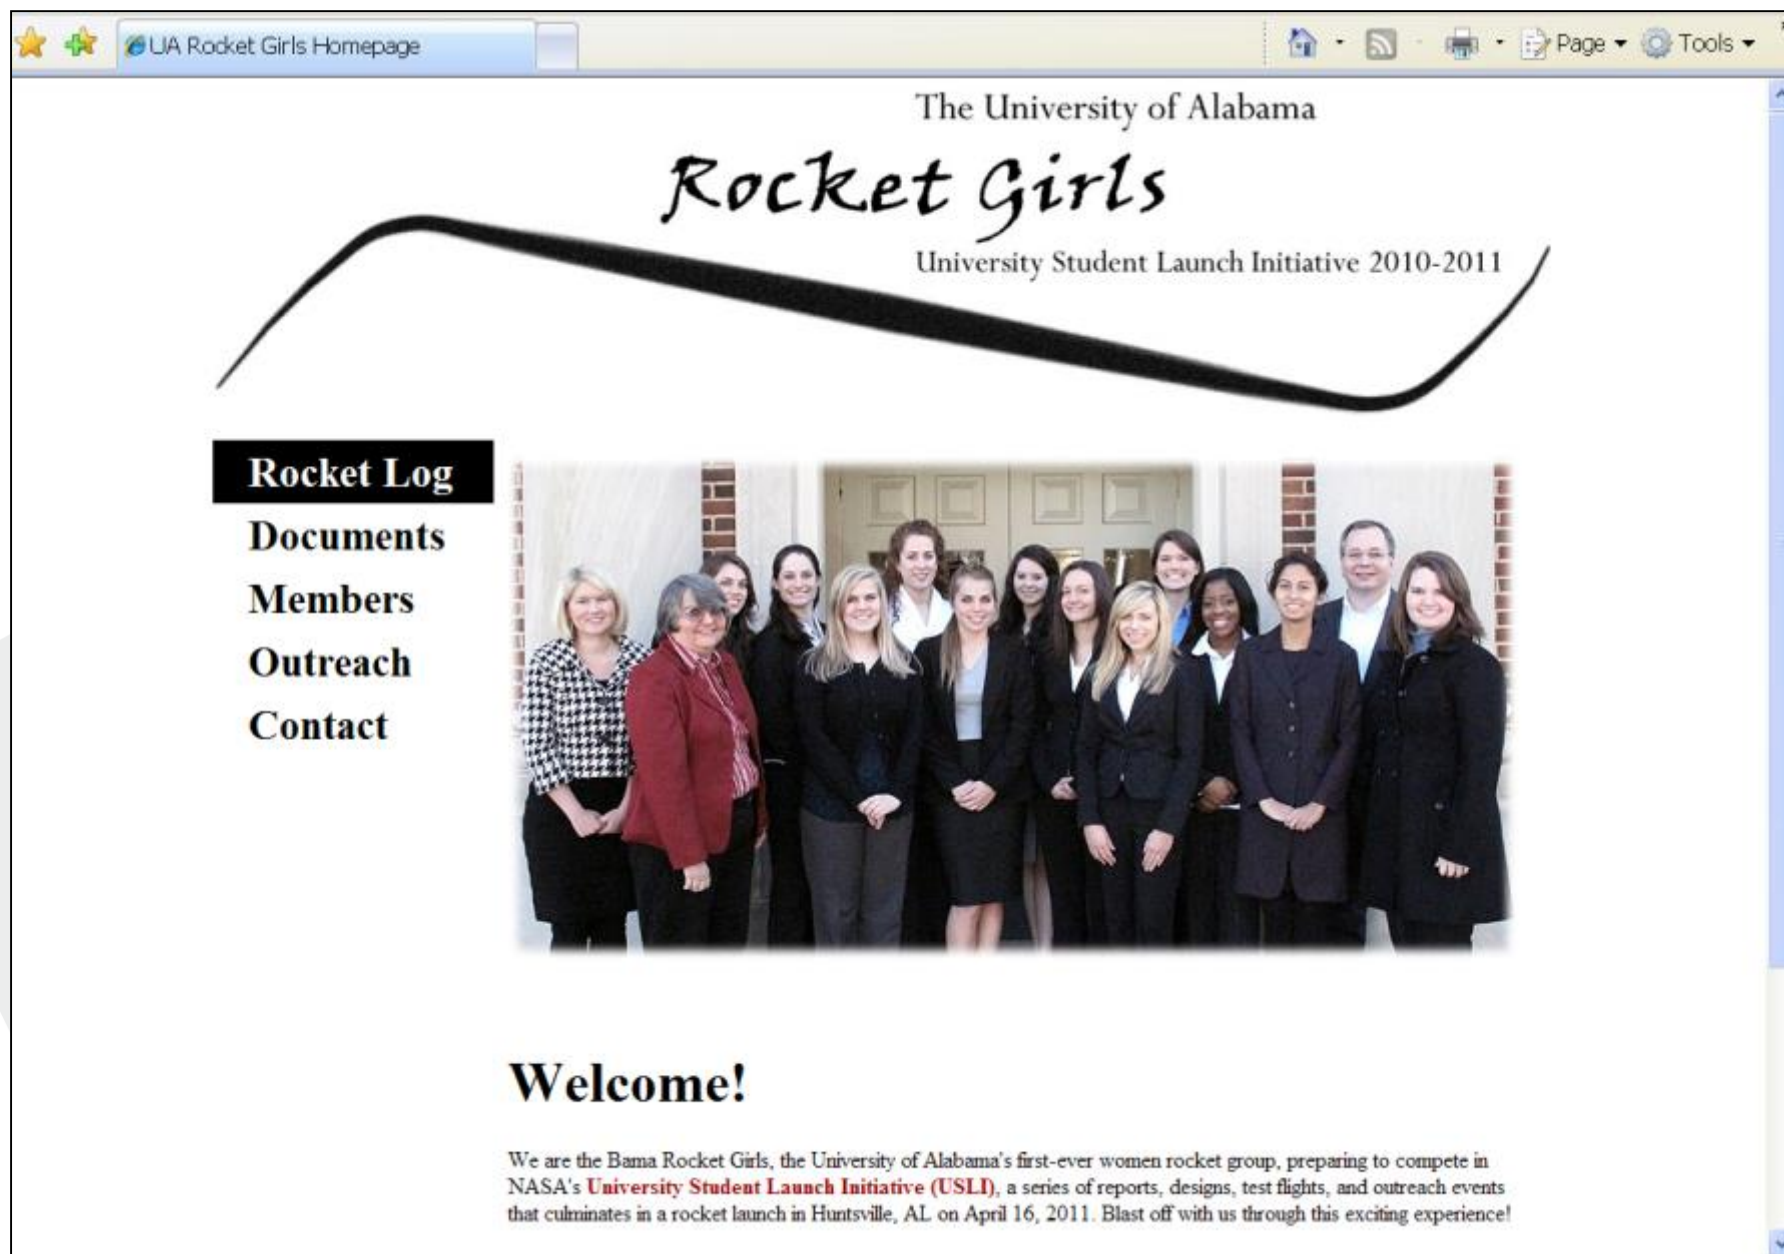 UA Rocket Girls Homepage
Page
Tools
The University of Alabama
Rocket Girls
University Student Launch Initiative 2010-2011
Rocket Log
Documents
Members
Outreach
Contact
Welcome!
We are the Bama Rocket Girls, the University of Alabama's first-ever women rocket group, preparing to compete in
NASA's University Student Launch Initiative (USLI), a series of reports, designs, test flights, and outreach events
that culminates in a rocket launch in Huntsville, AL on April 16, 2011. Blast off with us through this exciting experience!